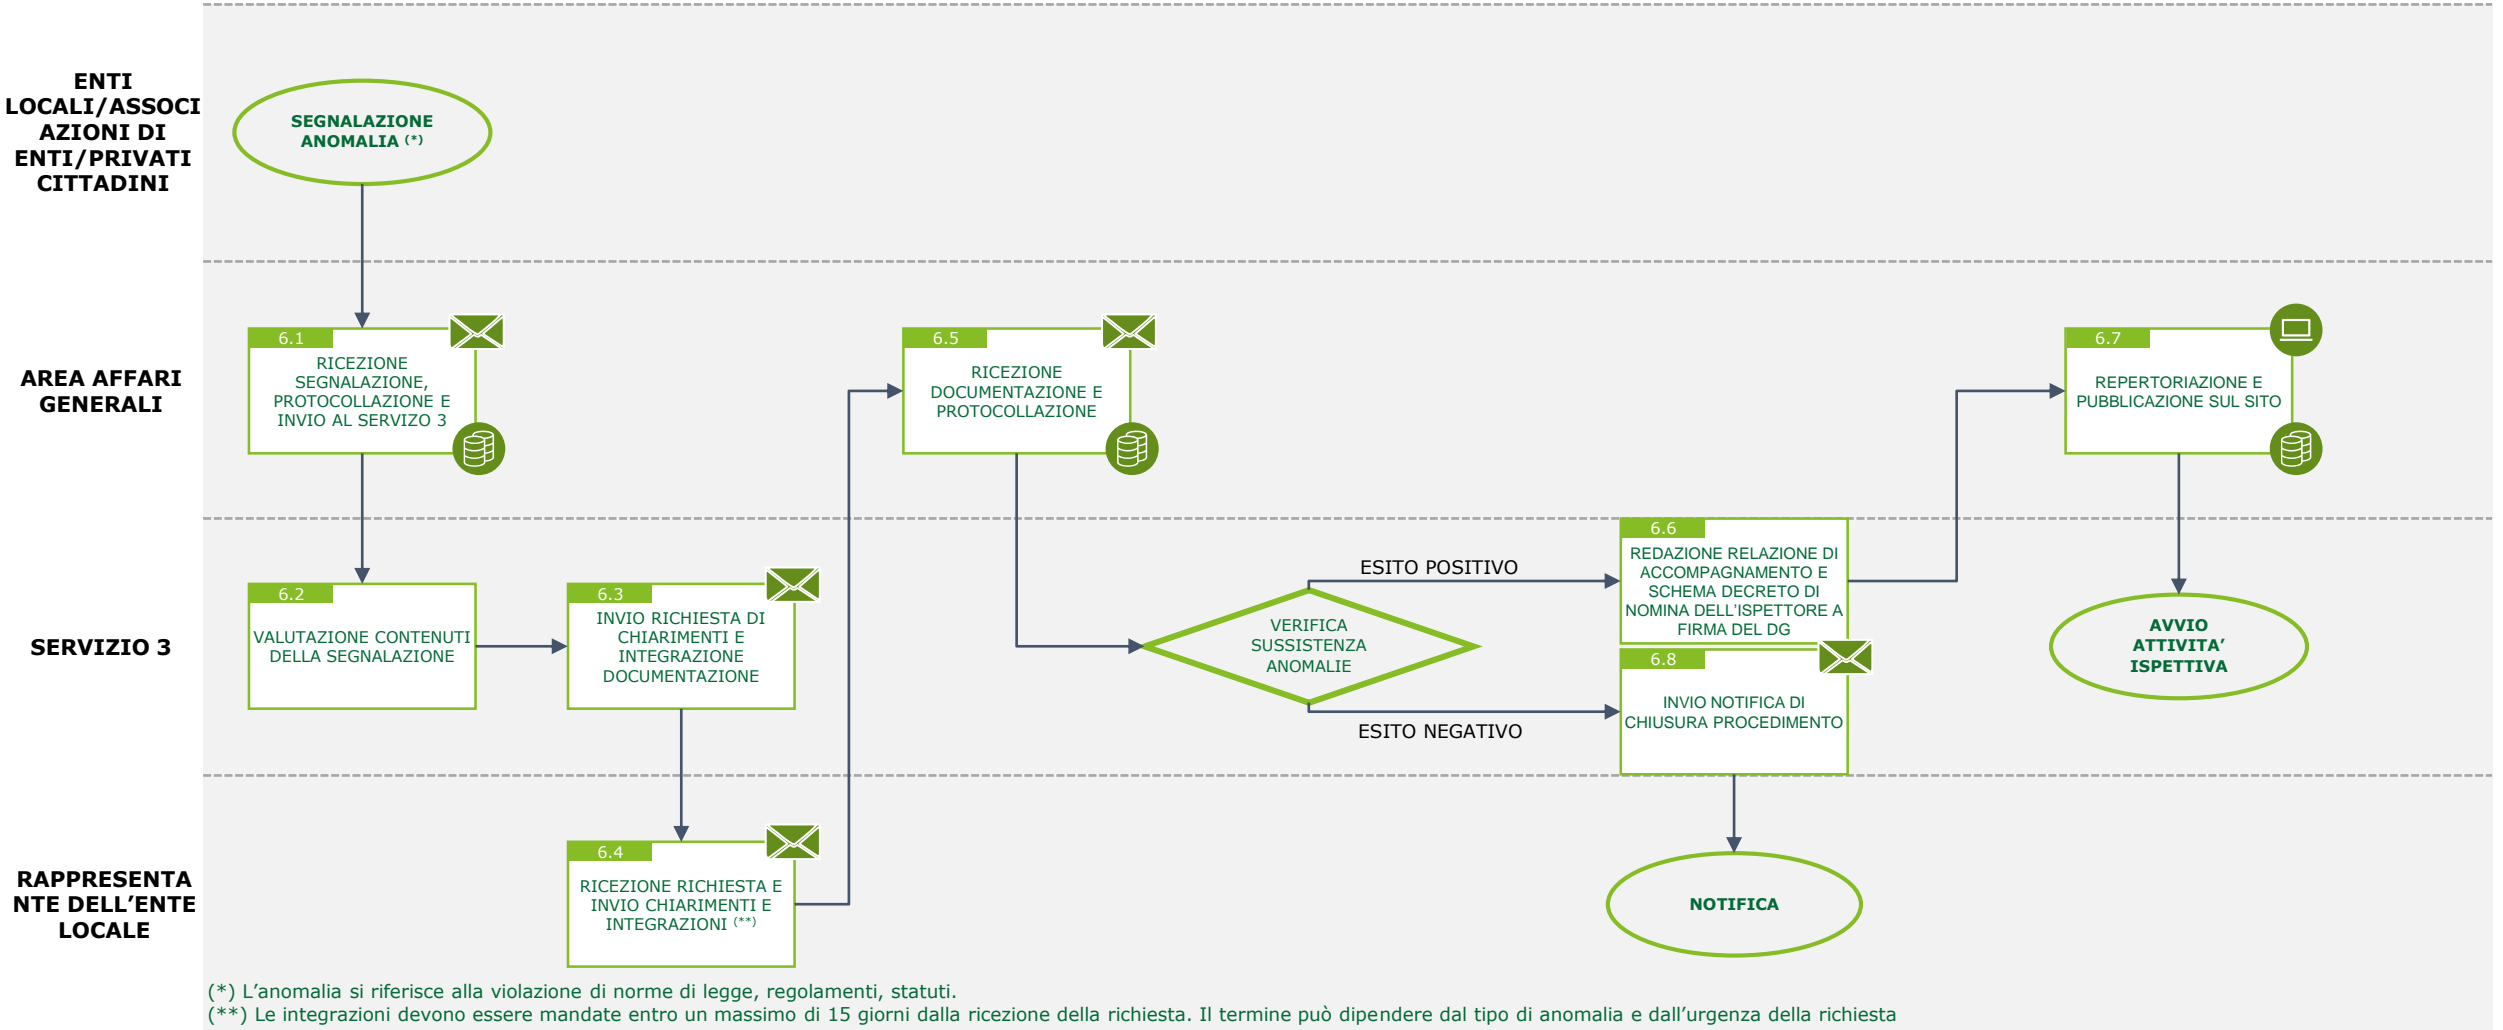 ENTI
LOCALI/ASSOCI
AZIONI DI
ENTI/PRIVATI
CITTADINI
SEGNALAZIONE
ANOMALIA (*)
AREA AFFARI
GENERALI
6.1
RICEZIONE
SEGNALAZIONE,
PROTOCOLLAZIONE E
INVIO AL SERVIZO 3
6.5
RICEZIONE
DOCUMENTAZIONE E
PROTOCOLLAZIONE
6.7
REPERTORIAZIONE E
PUBBLICAZIONE SUL SITO
SERVIZIO 3
6.2
VALUTAZIONE CONTENUTI
DELLA SEGNALAZIONE
6.3
INVIO RICHIESTA DI
CHIARIMENTI E
INTEGRAZIONE
DOCUMENTAZIONE
VERIFICA
SUSSISTENZA
ANOMALIE
ESITO POSITIVO
ESITO NEGATIVO
6.6
REDAZIONE RELAZIONE DI
ACCOMPAGNAMENTO E
SCHEMA DECRETO DI
NOMINA DELL'ISPETTORE A
FIRMA DEL DG
6.8
INVIO NOTIFICA DI
CHIUSURA PROCEDIMENTO
AVVIO
ATTIVITA’
ISPETTIVA
RAPPRESENTA
NTE DELL’ENTE
LOCALE
6.4
RICEZIONE RICHIESTA E
INVIO CHIARIMENTI E
INTEGRAZIONI (**)
NOTIFICA
(*) L’anomalia si riferisce alla violazione di norme di legge, regolamenti, statuti.
(**) Le integrazioni devono essere mandate entro un massimo di 15 giorni dalla ricezione della richiesta. Il termine può dipendere dal tipo di anomalia e dall’urgenza della richiesta